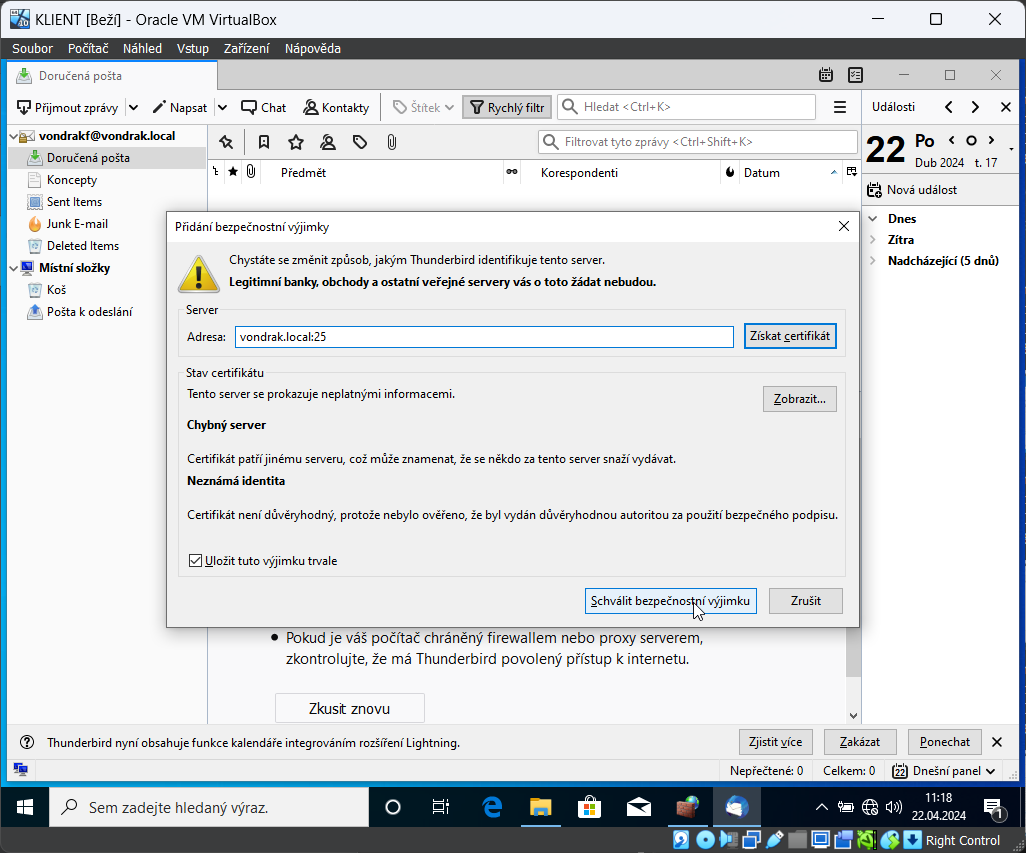 KLIENT [Beží] - Oracle VM VirtualBox
Soubor Počítač Náhled Vstup Zařízení Nápověda
Doručená pošta
Přijmout zprávy Napsat Chat Kontakty Štítek Rychlý filtr Hledat <Ctrl+K>
Události
vondrakf@vondrak.local
Doručená pošta
Koncepty
Sent Items
Junk E-mail
Deleted Items
Místní složky
Koš
Pošta k odeslání
Filtrovat tyto zprávy <Ctrl+Shift+K>
Předmět Korespondenti Datum
22 Po
Dub 2024 t. 17
Nová událost
Dnes
Zítra
Nadcházející (5 dnů)
Přidání bezpečnostní výjimky
Chystáte se změnit způsob, jakým Thunderbird identifikuje tento server.
Legitimní banky, obchody a ostatní veřejné servery vás o toto žádat nebudou.
Server
Adresa: vondrak.local:25 Získat certifikát
Stav certifikátu
Tento server se prokazuje neplatnými informacemi.
Zobrazit...
Chybný server
Certifikát patří jinému serveru, což může znamenat, že se někdo za tento server snaží vydávat.
Neznámá identita
Certifikát není důvěryhodný, protože nebylo ověřeno, že byl vydán důvěryhodnou autoritou za použití bezpečného podpisu.
Uložit tuto výjimku trvale
Schválit bezpečnostní výjimku Zrušit
Pokud je váš počítač chráněný firewallem nebo proxy serverem,
zkontrolujte, že má Thunderbird povolený přístup k internetu.
Zkusit znovu
Thunderbird nyní obsahuje funkce kalendáře integrováním rozšíření Lightning. Zjistit více Zakázat Ponechat
Nepřečtené: 0 Celkem: 0 22 Dnešní panel
Sem zadejte hledaný výraz.
11:18
22.04.2024
1
Right Control